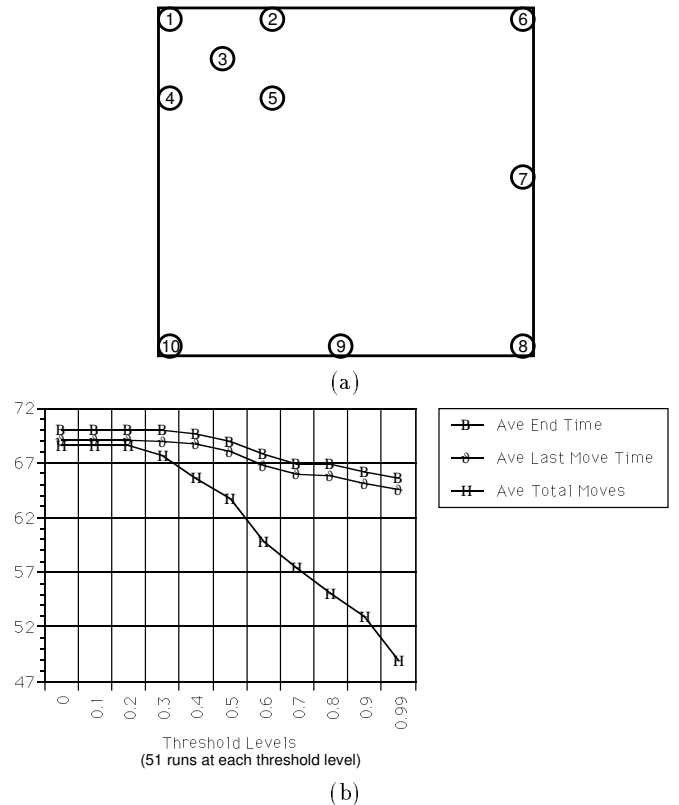 1 2 6
3
4 5
7
10 9 8
(a)
72
67
62
57
52
47
0 0.1 0.2 0.3 0.4 0.5 0.6 0.7 0.8 0.9 0.99
Threshold Levels
(51 runs at each threshold level)
B Ave End Time
∂ Ave Last Move Time
H Ave Total Moves
(b)